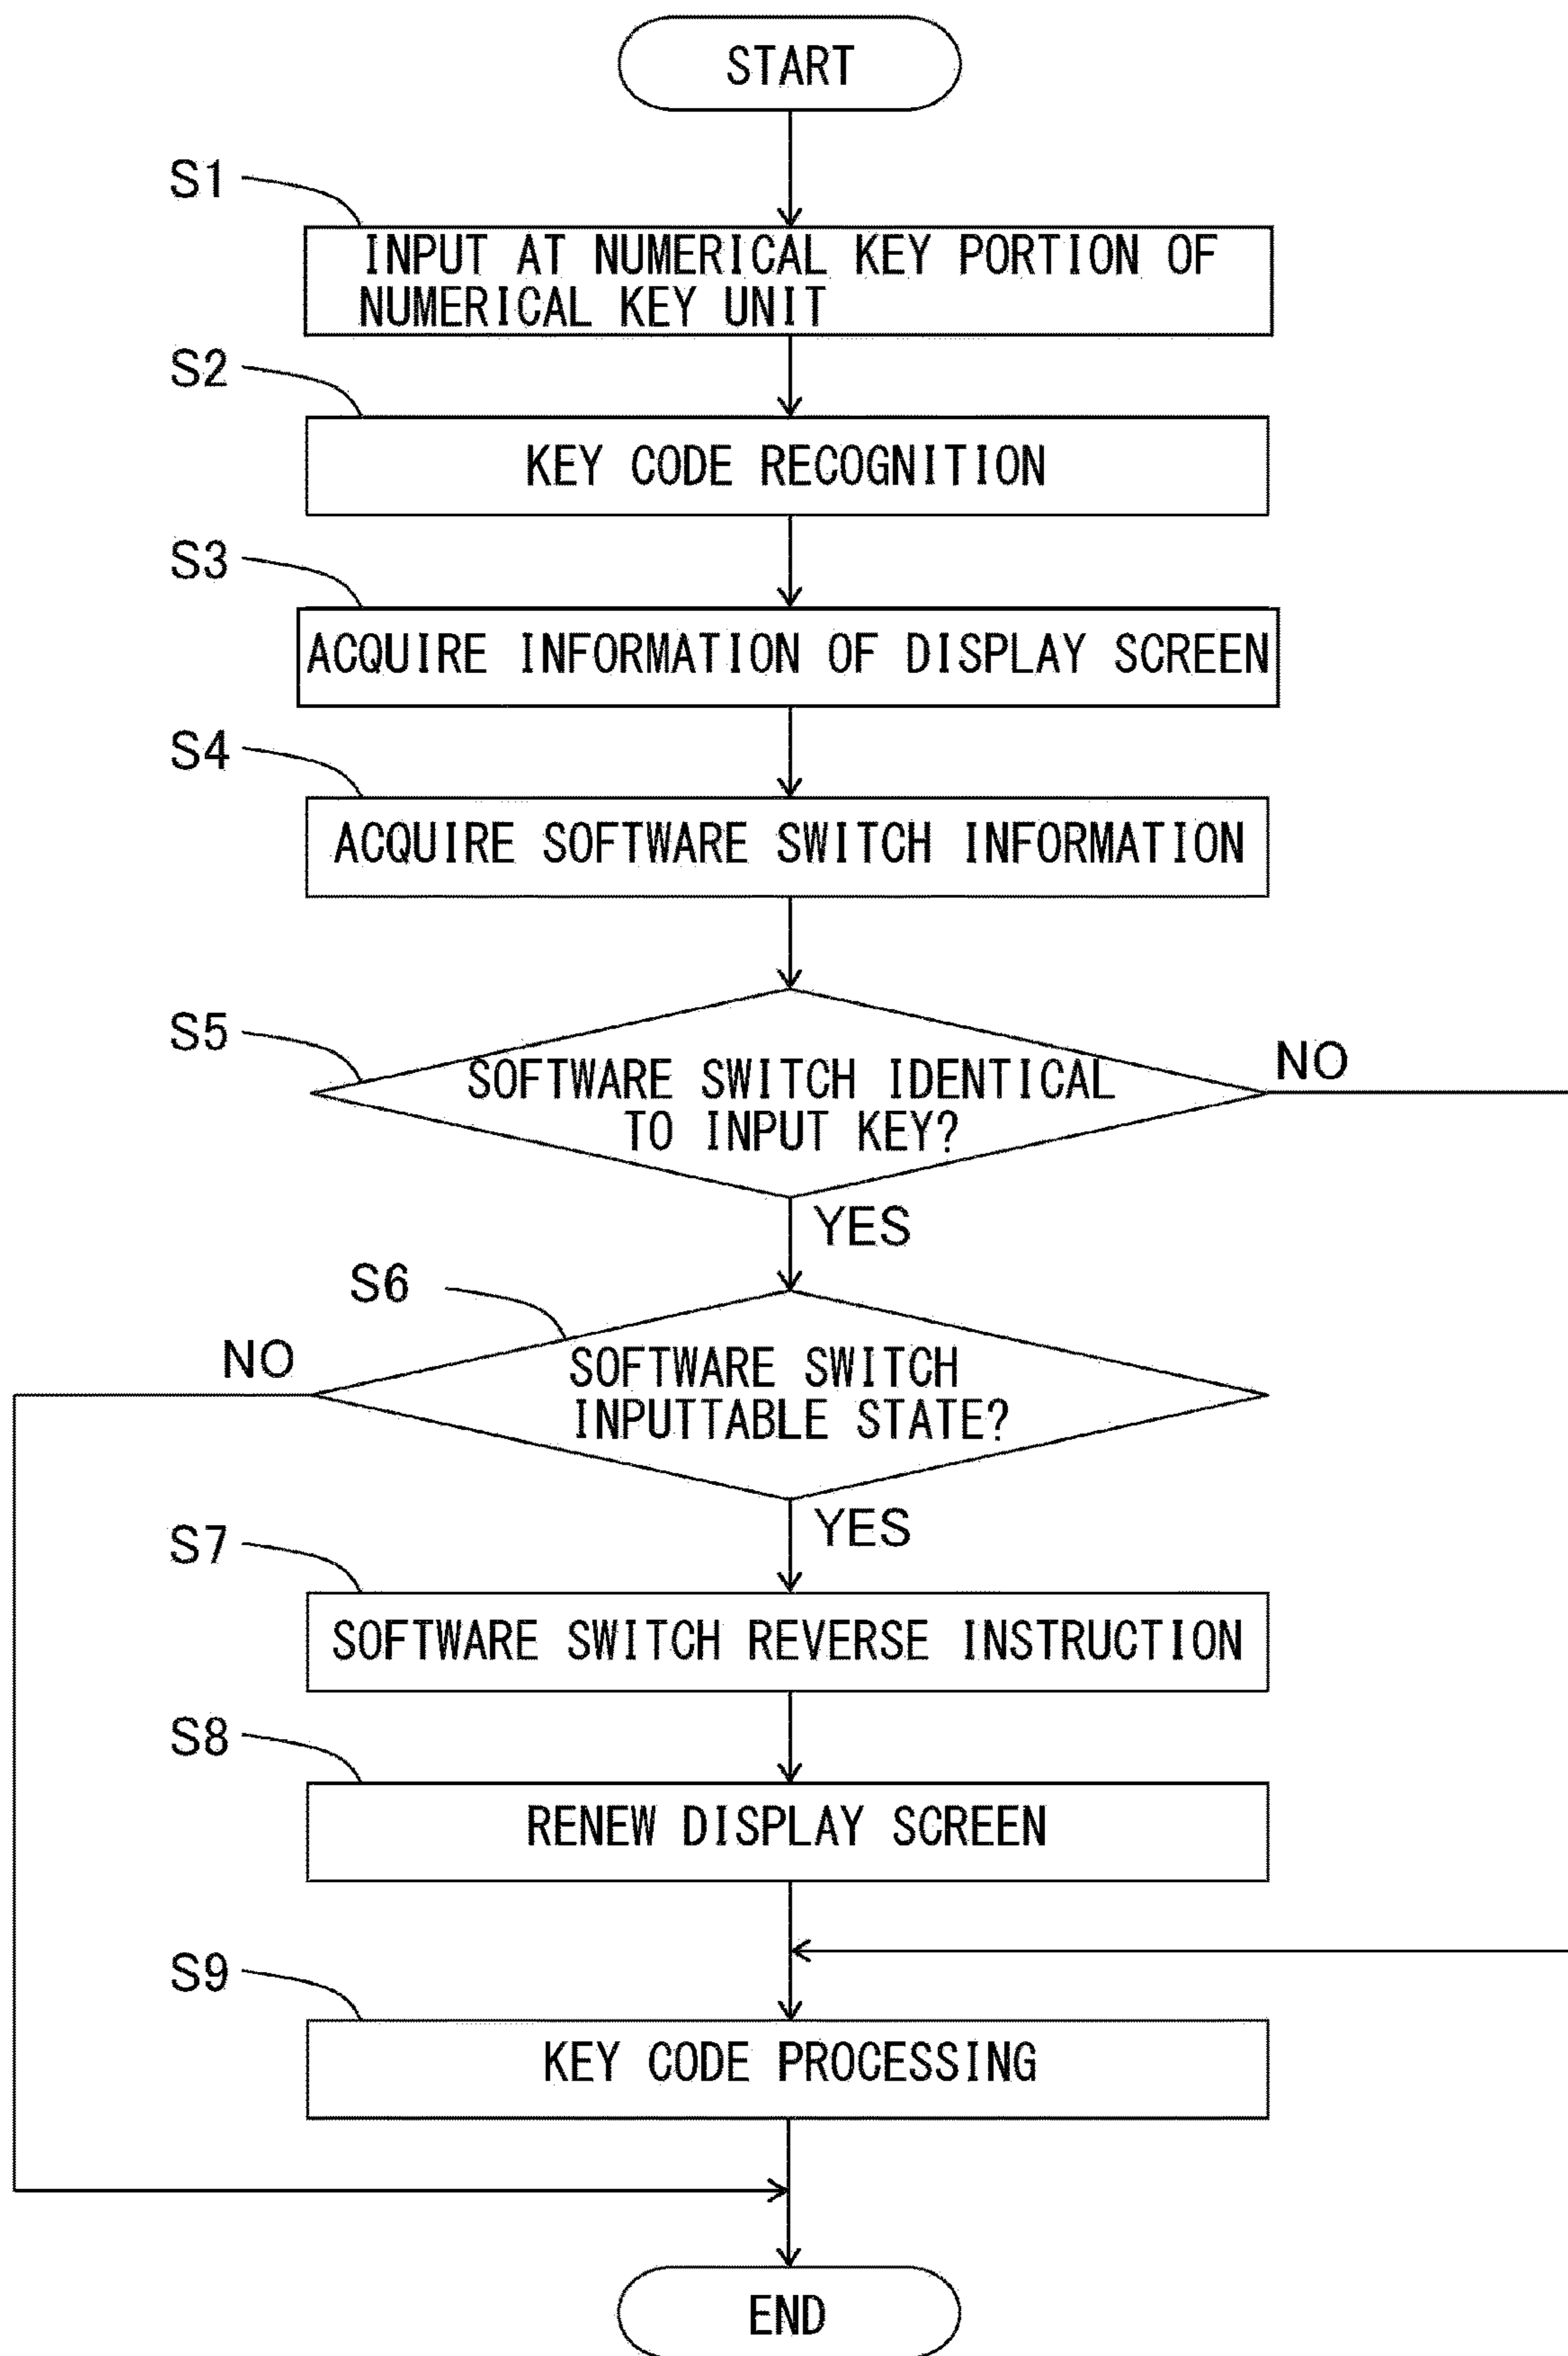 START
S1
INPUT AT NUMERICAL KEY PORTION OF
NUMERICAL KEY UNIT
S2
KEY CODE RECOGNITION
S3
ACQUIRE INFORMATION OF DISPLAY SCREEN
S4
ACQUIRE SOFTWARE SWITCH INFORMATION
S5
SOFTWARE SWITCH IDENTICAL
TO INPUT KEY?
NO
YES
S6
NO
SOFTWARE SWITCH
INPUTTABLE STATE?
YES
S7
SOFTWARE SWITCH REVERSE INSTRUCTION
S8
RENEW DISPLAY SCREEN
S9
KEY CODE PROCESSING
END